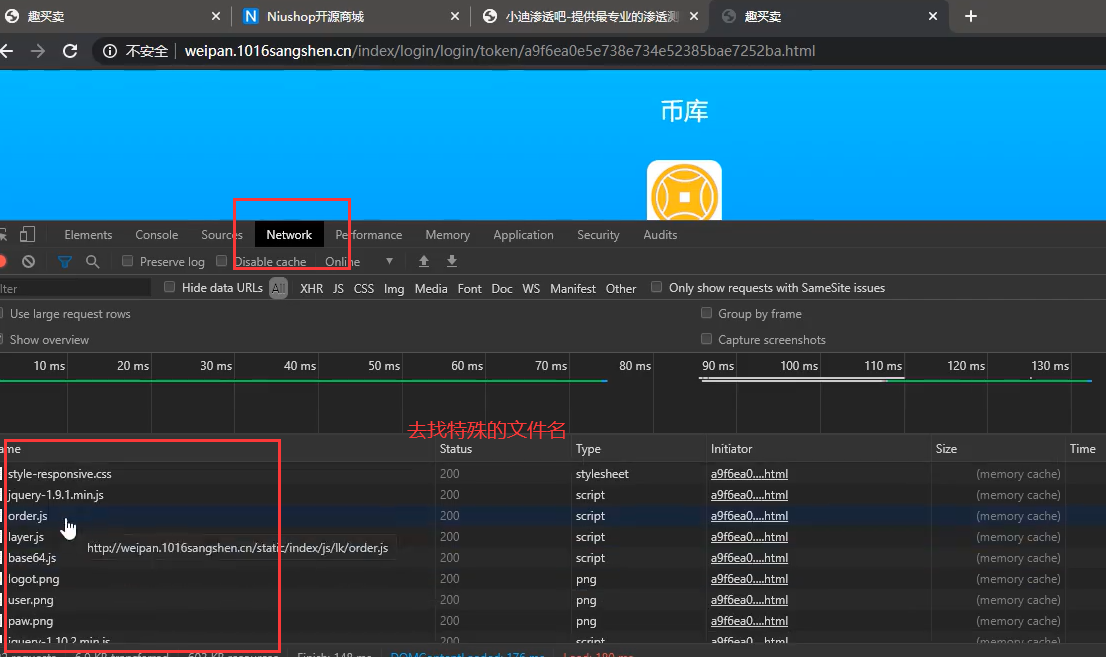 趣买卖 × Niushop开源商城 × 小迪渗透吧-提供最专业的渗透测 × 趣买卖 × +
不安全 | weipan.1016sangshen.cn/index/login/login/token/a9f6ea0e5e738e734e52385bae7252ba.html
币库
Elements Console Sources Network Performance Memory Application Security Audits
Preserve log Disable cache Online ▼
lter Hide data URLs All XHR JS CSS Img Media Font Doc WS Manifest Other Only show requests with SameSite issues
Use large request rows Group by frame
Show overview Capture screenshots
10 ms 20 ms 30 ms 40 ms 50 ms 60 ms 70 ms 80 ms 90 ms 100 ms 110 ms 120 ms 130 ms
去找特殊的文件名
ame Status Type Initiator Size Time
style-responsive.css 200 stylesheet a9f6ea0....html (memory cache)
jquery-1.9.1.min.js 200 script a9f6ea0....html (memory cache)
order.js 200 script a9f6ea0....html (memory cache)
layer.js 200 script a9f6ea0....html (memory cache)
http://weipan.1016sangshen.cn/static/index/js/lk/order.js
base64.js 200 script a9f6ea0....html (memory cache)
logot.png 200 png a9f6ea0....html (memory cache)
user.png 200 png a9f6ea0....html (memory cache)
paw.png 200 png a9f6ea0....html (memory cache)
jquery-1.10.2.min.js 200 script a9f6ea0....html (memory cache)
requests 6.0 KB transferred 603 KB resources Finish: 148 ms DOMContentLoaded: 176 ms Load: 180 ms